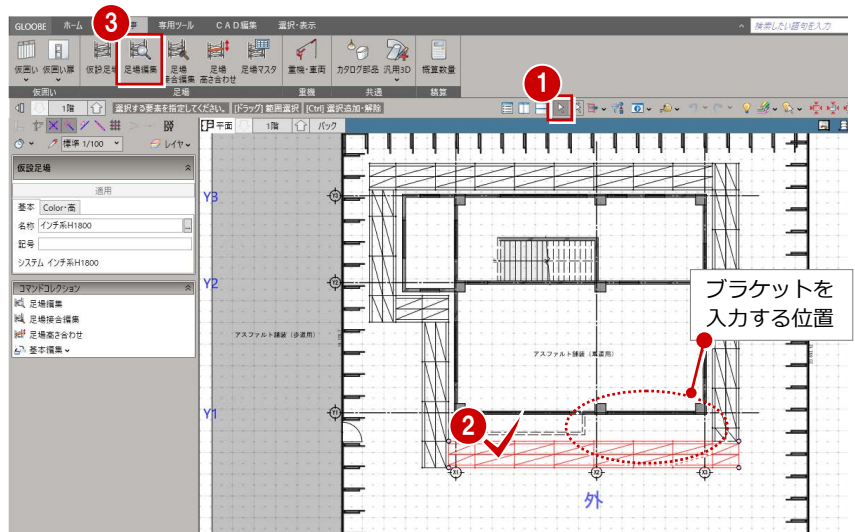 GLOOBE ホーム 専用ツール CAD編集 選択・表示 検索したい語句を入力
3
仮囲い 仮囲い扉 仮設足場 足場編集 足場接合編集 足場高さ合わせ 足場マスタ 重機・車両 カタログ部品 汎用3D 概算数量
仮囲い 足場 重機 共通 積算
1
1階 選択する要素を指定してください。 [ドラッグ] 範囲選択 [Ctrl] 選択追加・解除
平面 1階 バック
標準 1/100 レイヤ
仮設足場
適用
基本 Color・高
名称 インチ系H1800
記号
システム インチ系H1800
コマンドコレクション
足場編集
足場接合編集
足場高さ合わせ
基本編集
Y3
Y3
Y2
Y2
ブラケットを
入力する位置
アスファルト舗装(歩道用)
アスファルト舗装(車道用)
Y1
Y1
2
X1 X2 X3
外